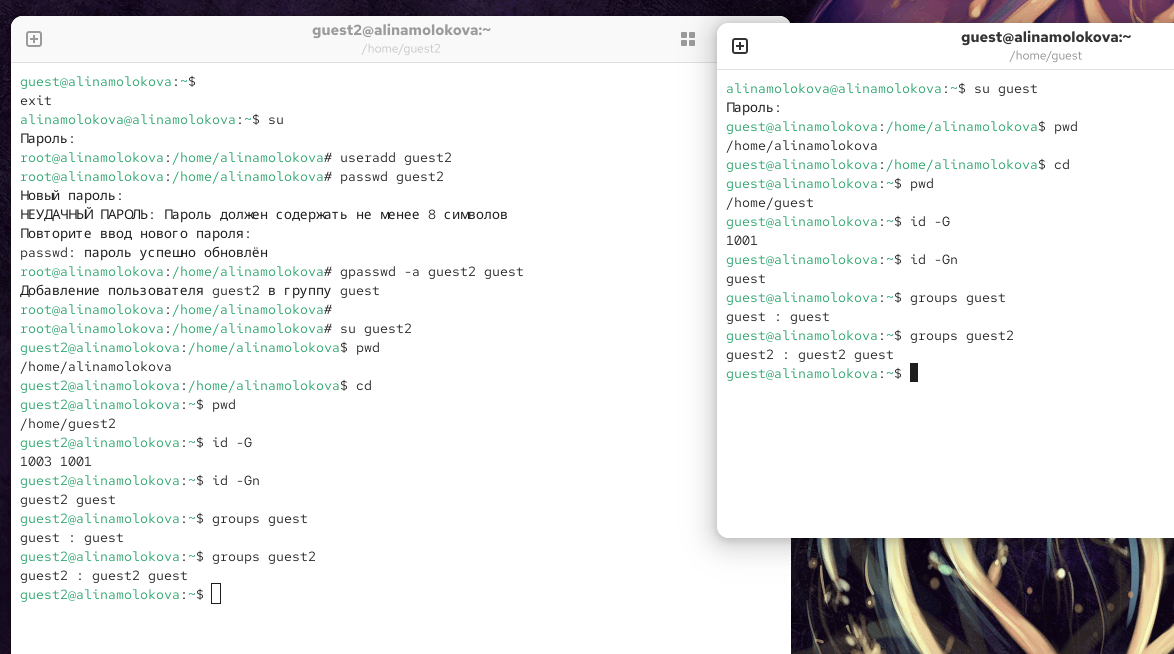 guest2@alinamolokova:~
/home/guest2
guest@alinamolokova:~$
exit
alinamolokova@alinamolokova:~$ su
Пароль:
root@alinamolokova:/home/alinamolokova# useradd guest2
root@alinamolokova:/home/alinamolokova# passwd guest2
Новый пароль:
НЕУДАЧНЫЙ ПАРОЛЬ: Пароль должен содержать не менее 8 символов
Повторите ввод нового пароля:
passwd: пароль успешно обновлён
root@alinamolokova:/home/alinamolokova# gpasswd -a guest2 guest
Добавление пользователя guest2 в группу guest
root@alinamolokova:/home/alinamolokova#
root@alinamolokova:/home/alinamolokova# su guest2
guest2@alinamolokova:/home/alinamolokova$ pwd
/home/alinamolokova
guest2@alinamolokova:/home/alinamolokova$ cd
guest2@alinamolokova:~$ pwd
/home/guest2
guest2@alinamolokova:~$ id -G
1003 1001
guest2@alinamolokova:~$ id -Gn
guest2 guest
guest2@alinamolokova:~$ groups guest
guest : guest
guest2@alinamolokova:~$ groups guest2
guest2 : guest2 guest
guest2@alinamolokova:~$
guest@alinamolokova:~
/home/guest
alinamolokova@alinamolokova:~$ su guest
Пароль:
guest@alinamolokova:/home/alinamolokova$ pwd
/home/alinamolokova
guest@alinamolokova:/home/alinamolokova$ cd
guest@alinamolokova:~$ pwd
/home/guest
guest@alinamolokova:~$ id -G
1001
guest@alinamolokova:~$ id -Gn
guest
guest@alinamolokova:~$ groups guest
guest : guest
guest@alinamolokova:~$ groups guest2
guest2 : guest2 guest
guest@alinamolokova:~$